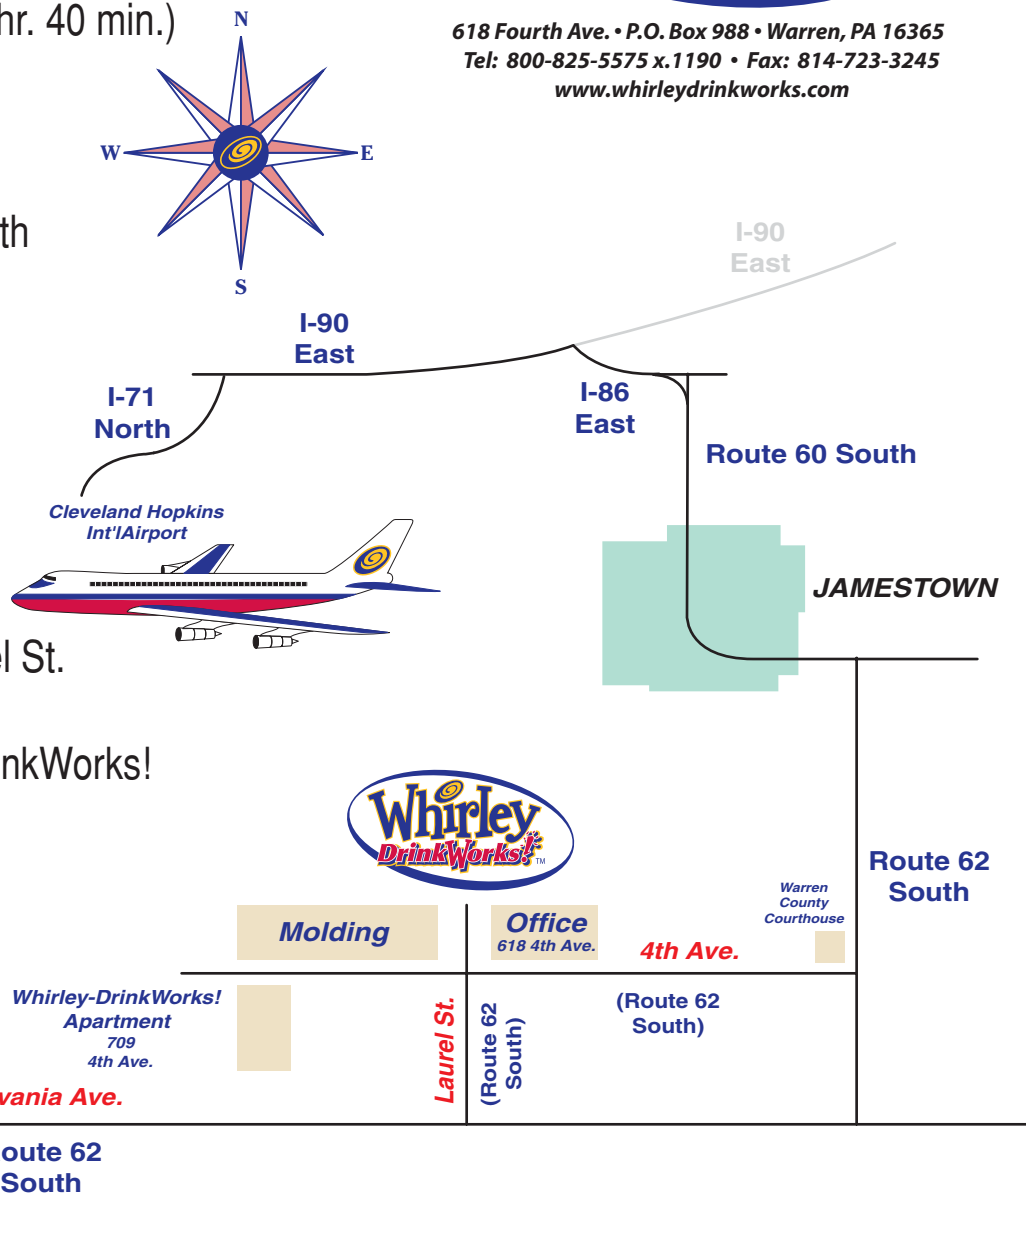 hr. 40 min.)
618 Fourth Ave. • P.O. Box 988 • Warren, PA 16365
Tel: 800-825-5575 x.1190 • Fax: 814-723-3245
www.whirleydrinkworks.com
N
W
E
S
th
I-90
East
I-90
East
I-71
North
I-86
East
Route 60 South
Cleveland Hopkins
Int'lAirport
JAMESTOWN
el St.
nkWorks!
Whirley
DrinkWorks!
TM
Route 62
South
Warren
County
Courthouse
Molding
Office
618 4th Ave.
4th Ave.
Whirley-DrinkWorks!
Apartment
709
4th Ave.
Laurel St.
(Route 62
South)
(Route 62
South)
vania Ave.
oute 62
South